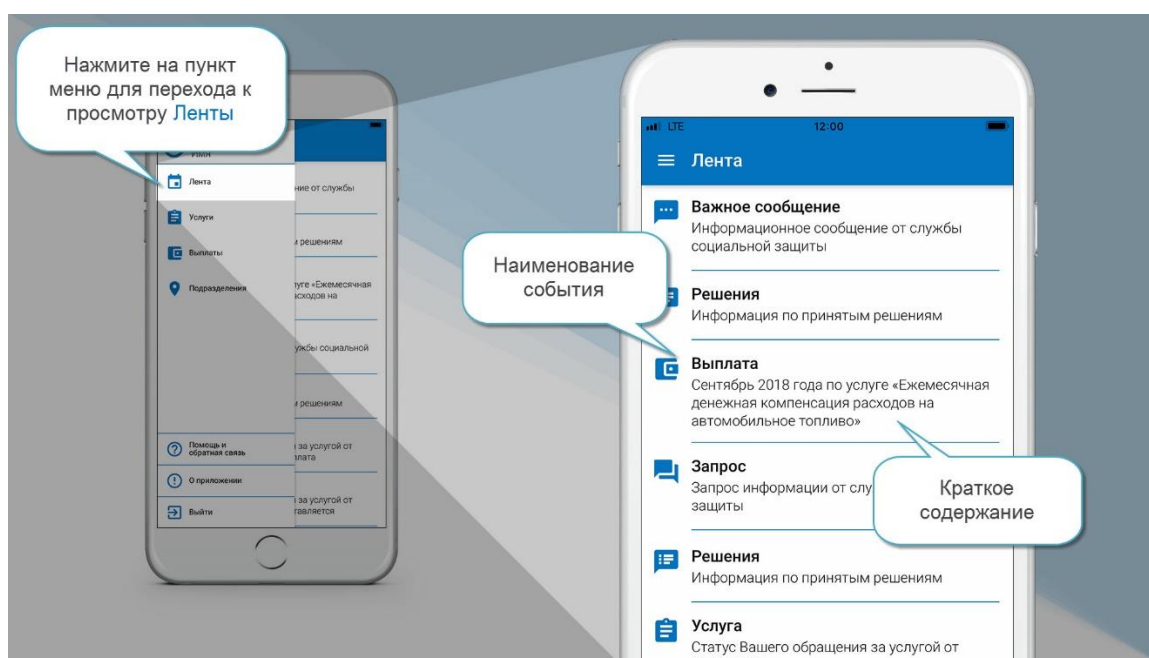 Нажмите на пункт
меню для перехода к
просмотру Ленты
Лента
Услуги
Выплаты
Подразделения
Помощь и
обратная связь
О приложении
Выйти
ние от службы
решениям
уге «Ежемесячная
асходов на
ужбы социальной
решениям
за услугой от
плата
за услугой от
тавляется
LTE
12:00
Лента
Важное сообщение
Информационное сообщение от службы
социальной защиты
Решения
Информация по принятым решениям
Выплата
Сентябрь 2018 года по услуге «Ежемесячная
денежная компенсация расходов на
автомобильное топливо»
Запрос
Запрос информации от слу
защиты
Решения
Информация по принятым решениям
Услуга
Статус Вашего обращения за услугой от
Наименование
события
Краткое
содержание